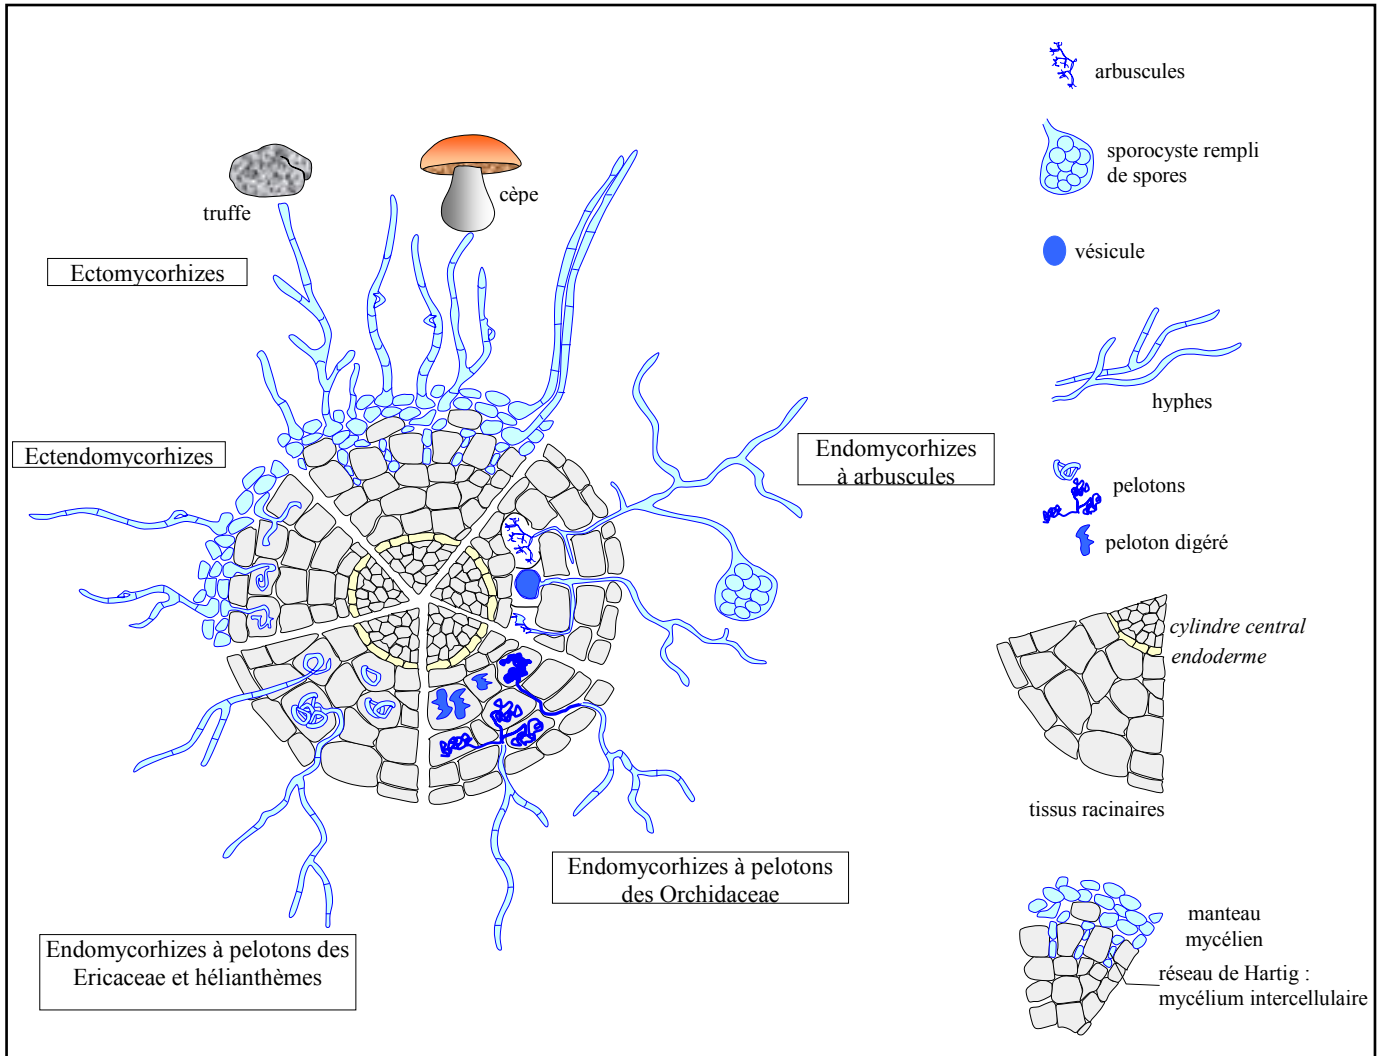 truffe
cèpe
Ectomycorhizes
Ectendomycorhizes
Endomycorhizes
à arbuscules
Endomycorhizes à pelotons
des Orchidaceae
Endomycorhizes à pelotons des
Ericaceae et hélianthèmes
arbuscules
sporocyste rempli
de spores
vésicule
hyphes
pelotons
peloton digéré
cylindre central
endoderme
tissus racinaires
manteau
mycélien
réseau de Hartig :
mycélium intercellulaire